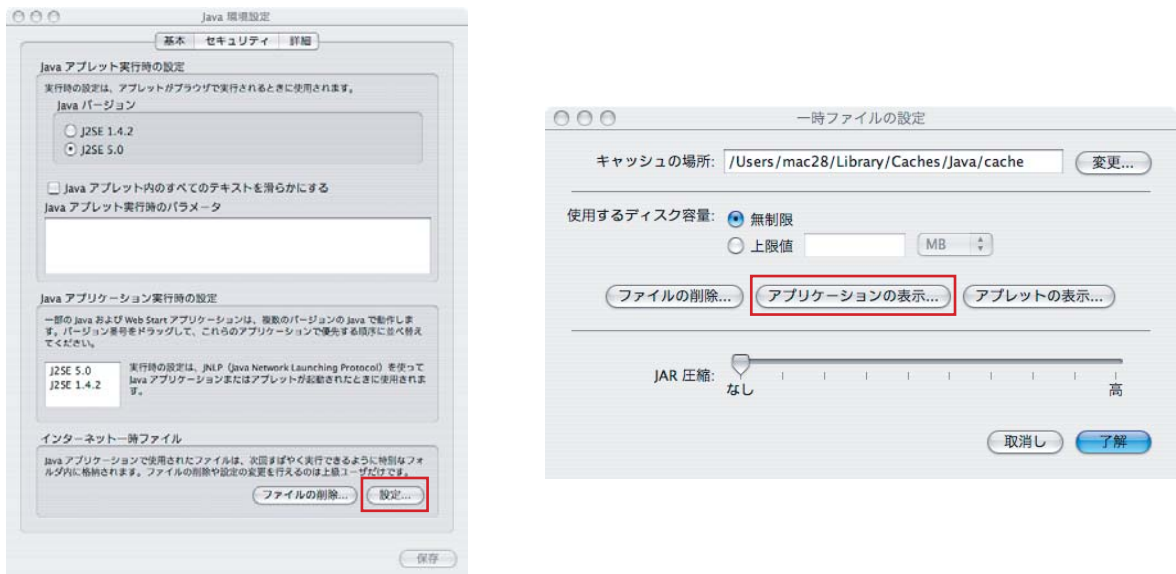 Java 環境設定
基本 セキュリティ 詳細
Java アプレット実行時の設定
実行時の設定は、アプレットがブラウザで実行されるときに使用されます。
Java バージョン
J2SE 1.4.2
J2SE 5.0
Java アプレット内のすべてのテキストを滑らかにする
Java アプレット実行時のパラメータ
Java アプリケーション実行時の設定
一部の Java および Web Start アプリケーションは、複数のバージョンの Java で動作しま
す。バージョン番号をドラッグして、これらのアプリケーションで優先する順序に並べ替え
てください。
J2SE 5.0
J2SE 1.4.2
実行時の設定は、JNLP（Java Network Launching Protocol）を使って
Java アプリケーションまたはアプレットが起動されたときに使用されま
す。
インターネット一時ファイル
Java アプリケーションで使用されたファイルは、次回すばやく実行できるように特別なフォ
ルダ内に格納されます。ファイルの削除や設定の変更を行えるのは上級ユーザだけです。
ファイルの削除... 設定...
保存
一時ファイルの設定
キャッシュの場所: /Users/mac28/Library/Caches/Java/cache 変更...
使用するディスク容量: 無制限
上限値 MB
ファイルの削除... アプリケーションの表示... アプレットの表示...
JAR 圧縮:
なし 高
取消し 了解